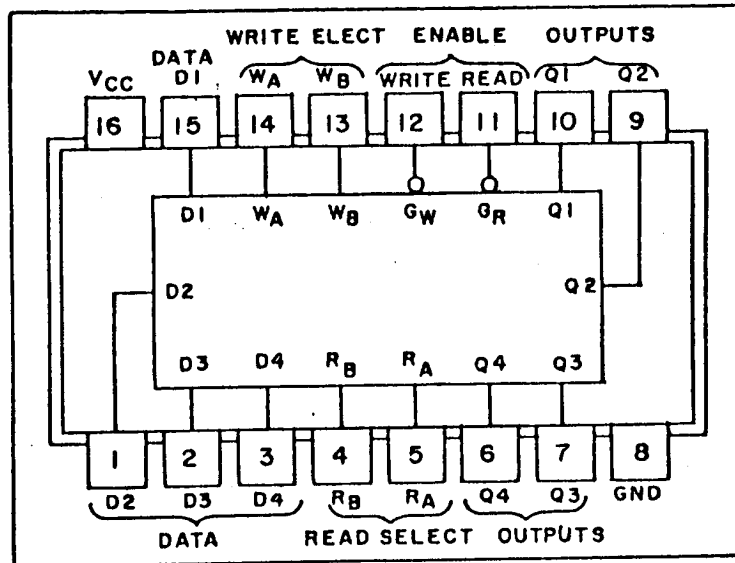 WRITE ELECT ENABLE OUTPUTS
DATA
VCC D1 WA WB WRITE READ Q1 Q2
16 15 14 13 12 11 10 9
D1 WA WB GW GR Q1
D2 Q2
D3 D4 RB RA Q4 Q3
1 2 3 4 5 6 7 8
D2 D3 D4 RB RA Q4 Q3 GND
DATA READ SELECT OUTPUTS